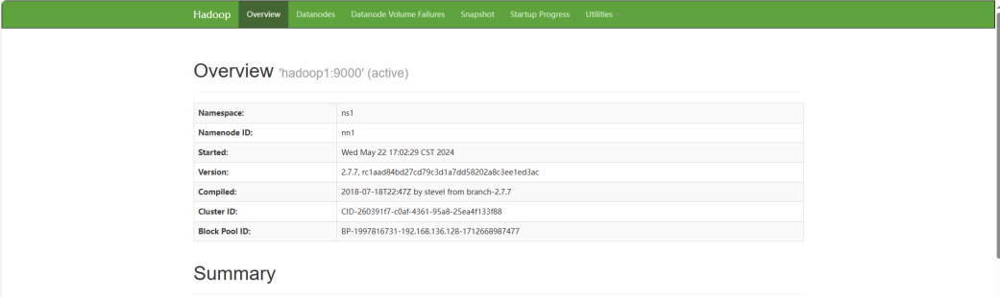 Hadoop Overview Datanodes Datanode Volume Failures Snapshot Startup Progress Utilities
Overview 'hadoop1:9000' (active)
Namespace: ns1
Namenode ID: nn1
Started: Wed May 22 17:02:29 CST 2024
Version: 2.7.7, rc1aad84bd27cd79c3d1a7dd58202a8c3ee1ed3ac
Compiled: 2018-07-18T22:47Z by stevel from branch-2.7.7
Cluster ID: CID-260391f7-c0af-4361-95a8-25ea4f133f88
Block Pool ID: BP-1997816731-192.168.136.128-1712668987477
Summary